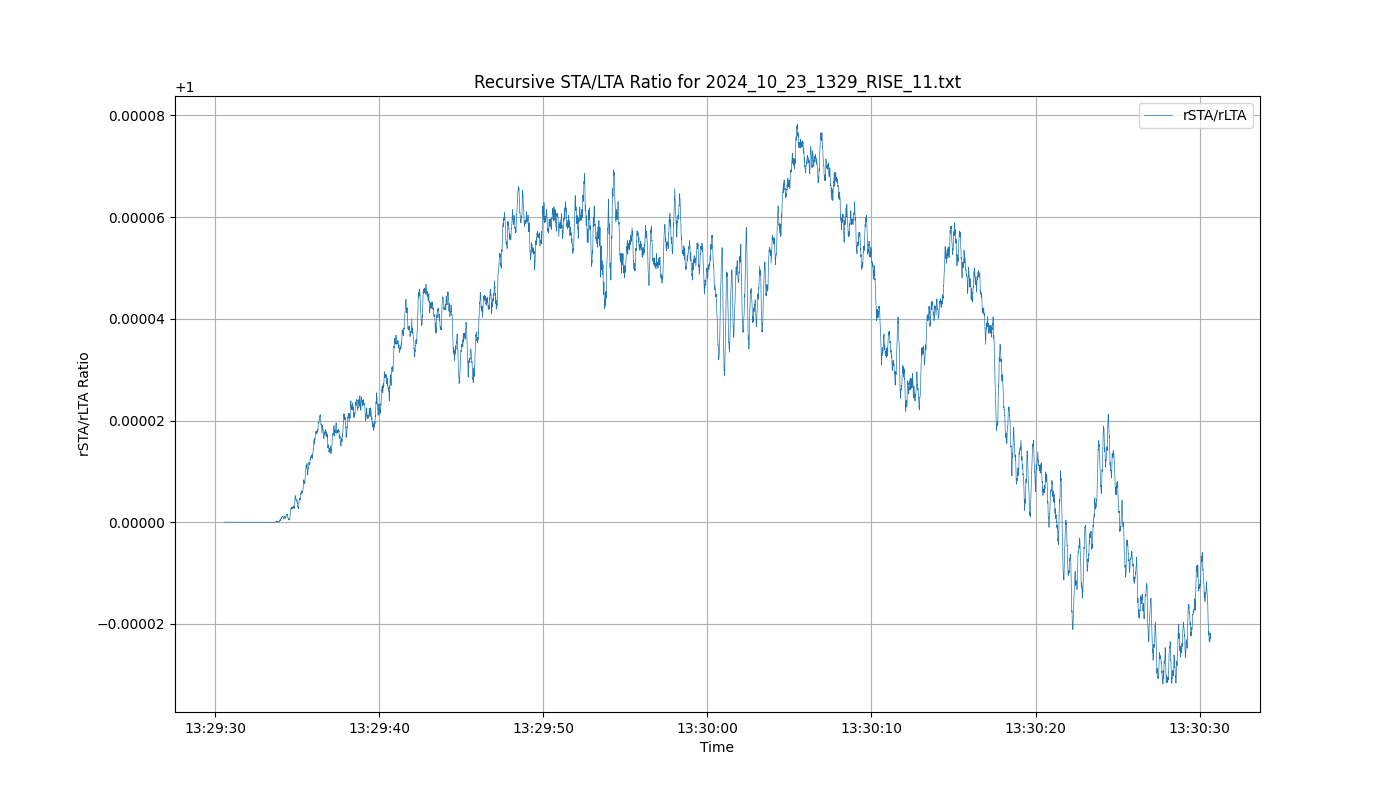 Recursive STA/LTA Ratio for 2024_10_23_1329_RISE_11.txt
+1
rSTA/rLTA
0.00008
0.00006
0.00004
0.00002
0.00000
−0.00002
rSTA/rLTA Ratio
13:29:30 13:29:40 13:29:50 13:30:00 13:30:10 13:30:20 13:30:30
Time